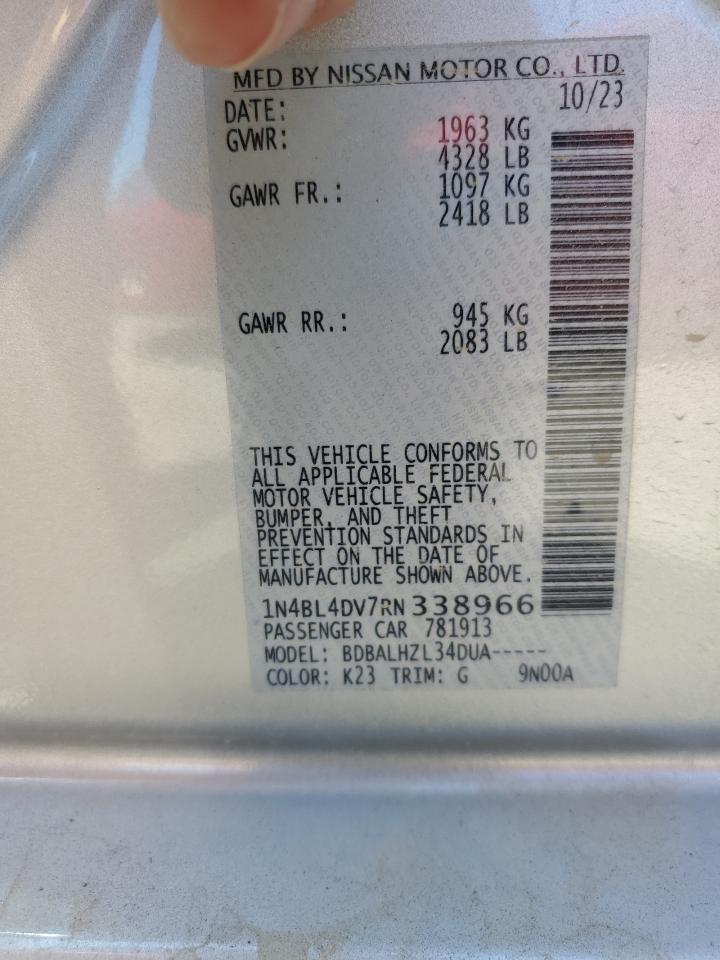 MFD BY NISSAN MOTOR CO., LTD.
DATE: 10/23
GVWR: 1963 KG
4328 LB
GAWR FR.: 1097 KG
2418 LB
GAWR RR.: 945 KG
2083 LB
THIS VEHICLE CONFORMS TO
ALL APPLICABLE FEDERAL
MOTOR VEHICLE SAFETY,
BUMPER, AND THEFT
PREVENTION STANDARDS IN
EFFECT ON THE DATE OF
MANUFACTURE SHOWN ABOVE.
1N4BL4DV7RN 338966
PASSENGER CAR 781913
MODEL: BDBALHZL34DUA-----
COLOR: K23 TRIM: G 9N00A